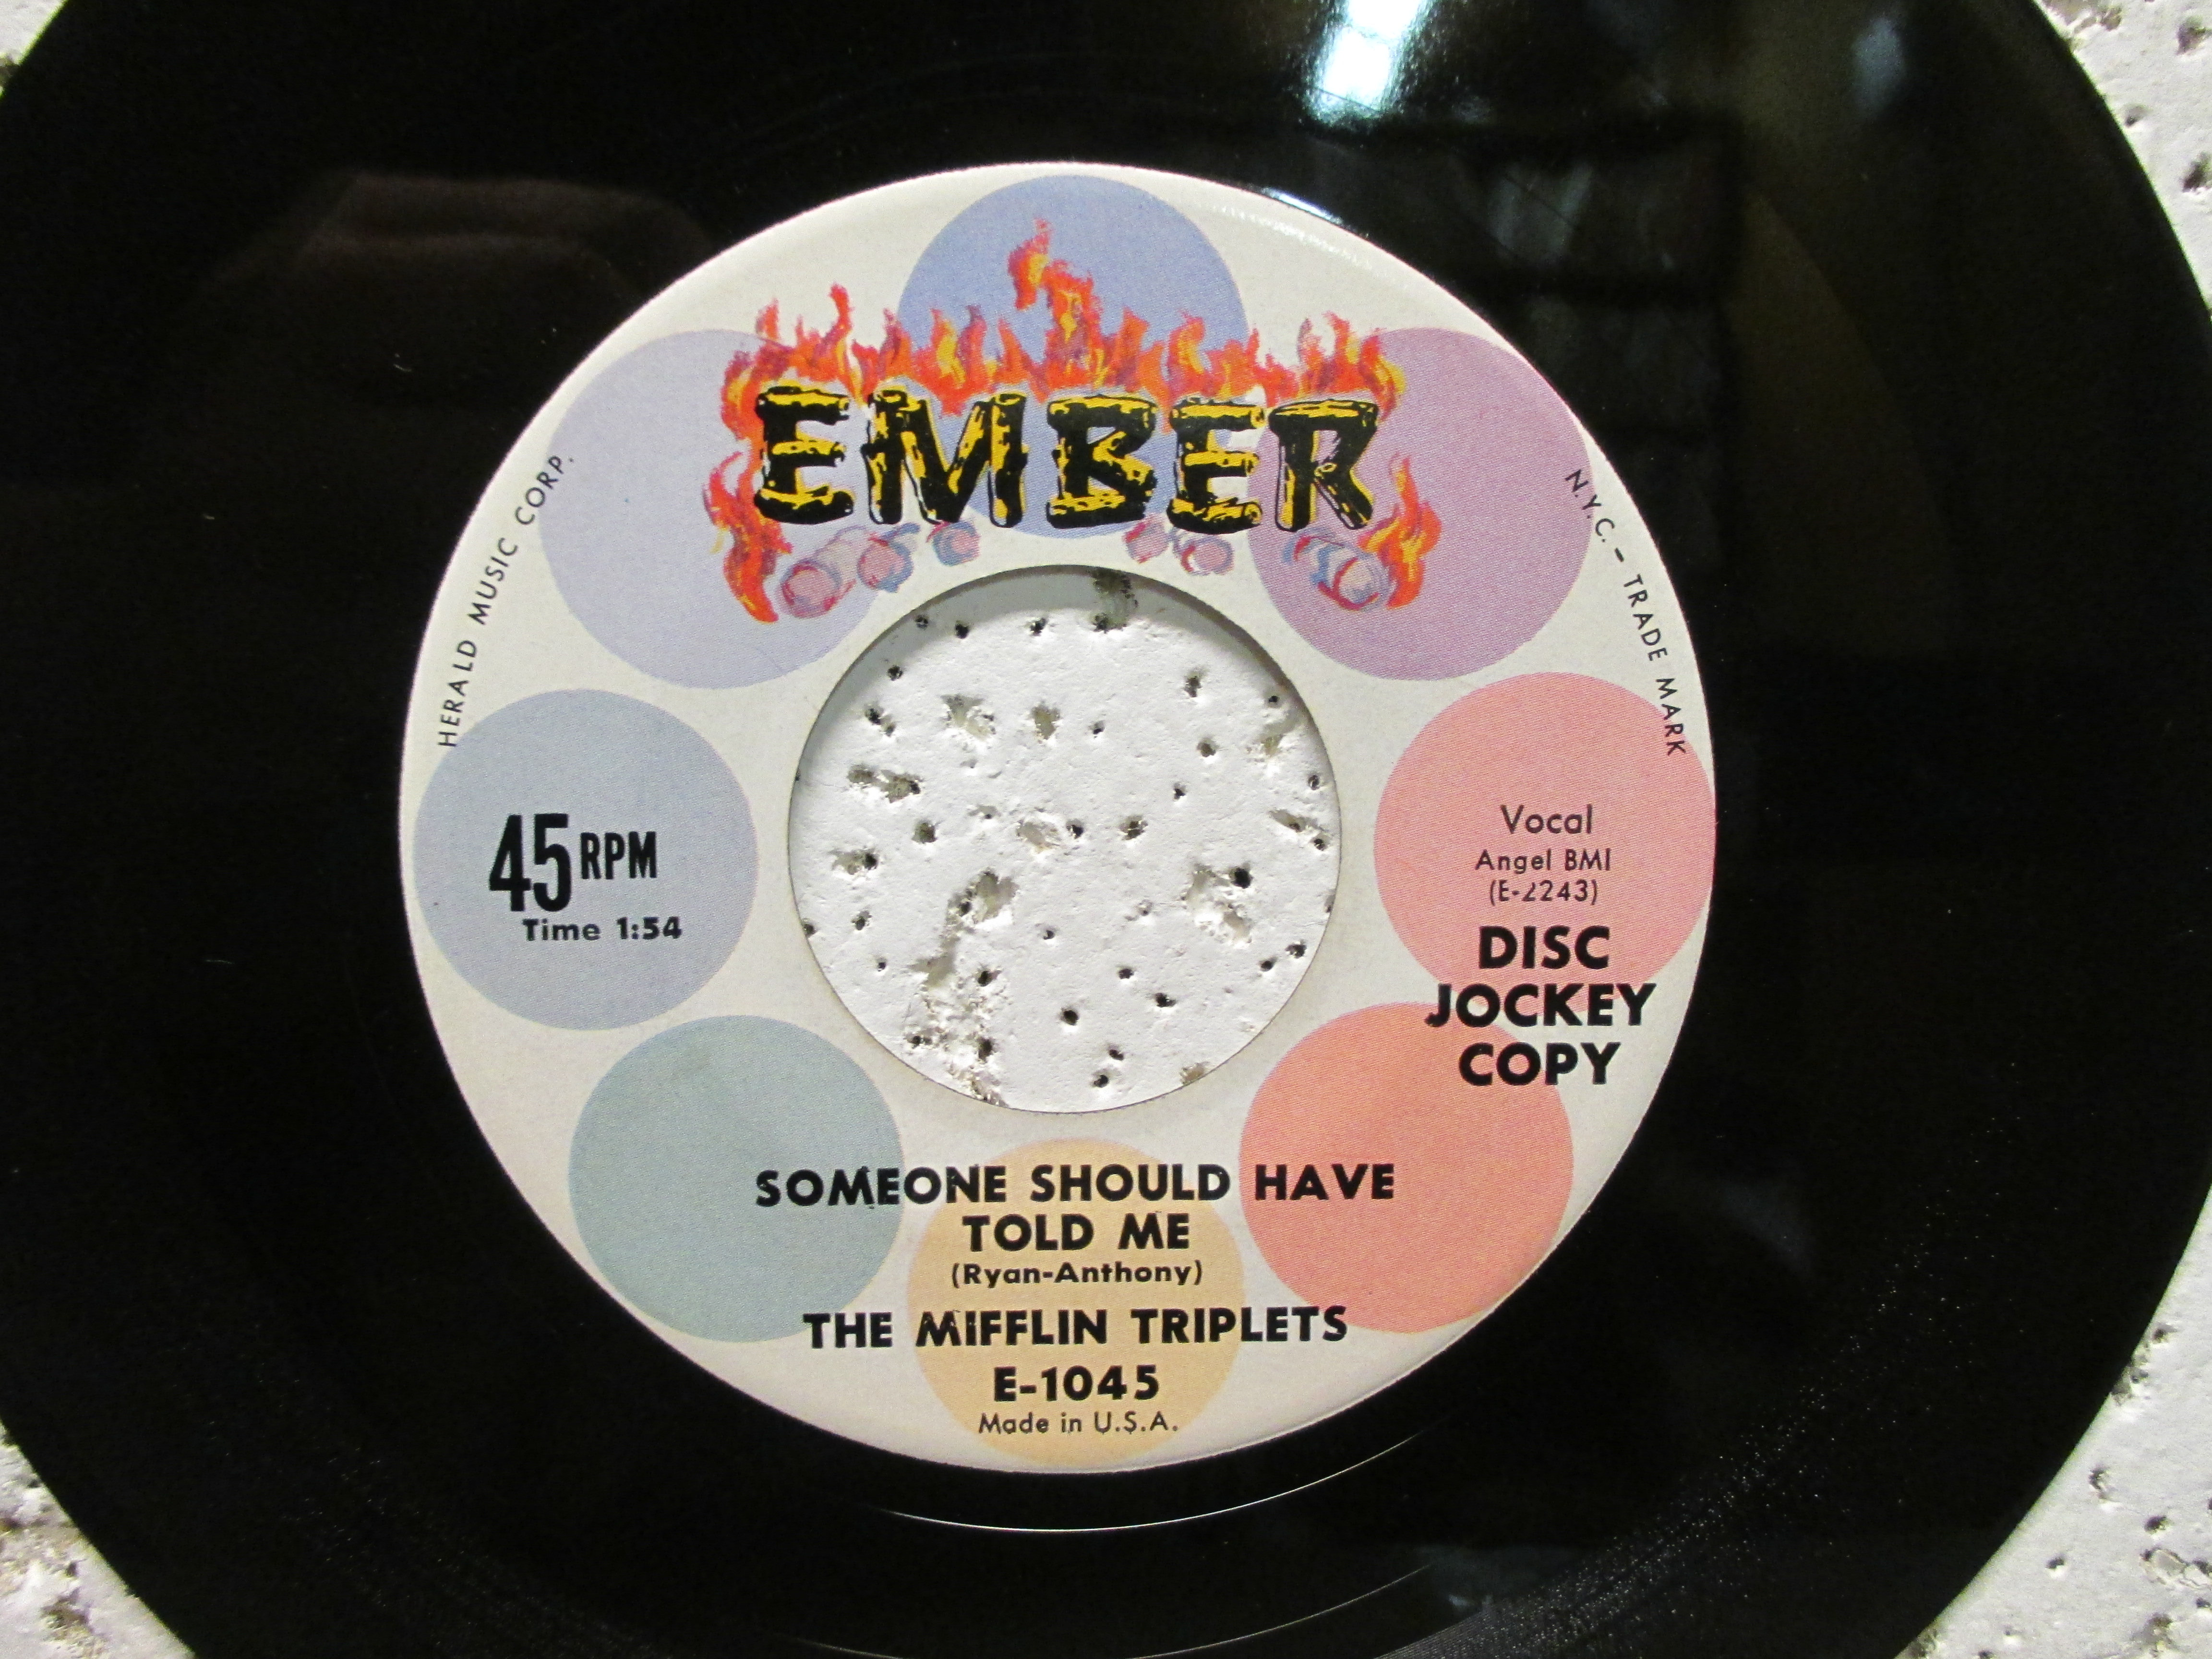 EMBER
HERALD MUSIC CORP.
N.Y.C. - TRADE MARK
45 RPM
Time 1:54
Vocal
Angel BMI
(E-2243)
DISC
JOCKEY
COPY
SOMEONE SHOULD HAVE
TOLD ME
(Ryan-Anthony)
THE MIFFLIN TRIPLETS
E-1045
Made in U.S.A.